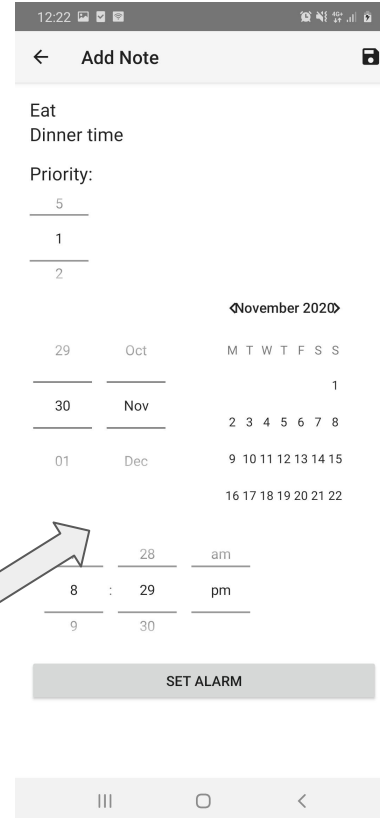 12:22
Add Note
Eat
Dinner time
Priority:
5
1
2
November 2020
29 Oct
30 Nov
01 Dec
M T W T F S S
1
2 3 4 5 6 7 8
9 10 11 12 13 14 15
16 17 18 19 20 21 22
28 am
8 : 29 pm
9 30
SET ALARM